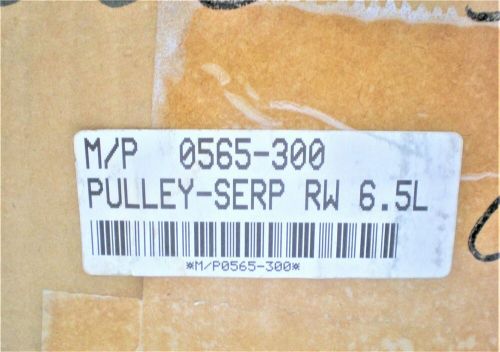 M/P 0565-300
PULLEY-SERP RW 6.5L
*M/P0565-300*